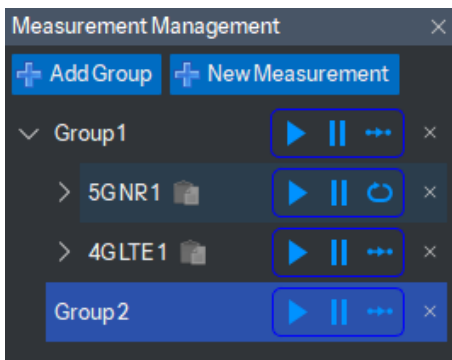 Measurement Management
Add Group New Measurement
Group1
5GNR1
4GLTE1
Group2